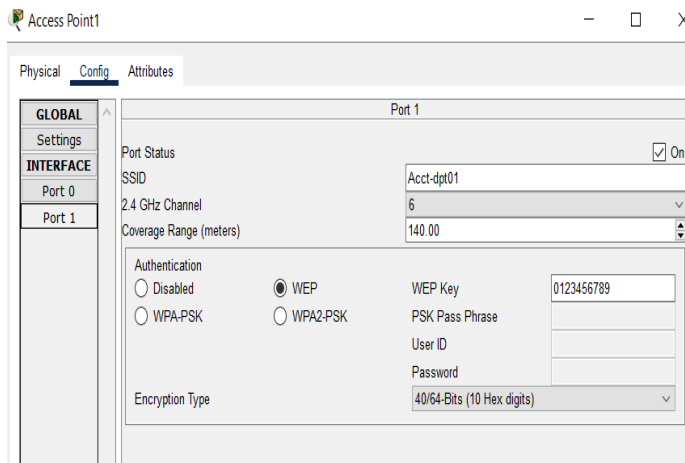 Access Point1
Physical Config Attributes
GLOBAL
Settings
INTERFACE
Port 0
Port 1
Port 1
Port Status On
SSID Acct-dpt01
2.4 GHz Channel 6
Coverage Range (meters) 140.00
Authentication
Disabled WEP WEP Key 0123456789
WPA-PSK WPA2-PSK PSK Pass Phrase
User ID
Password
Encryption Type 40/64-Bits (10 Hex digits)